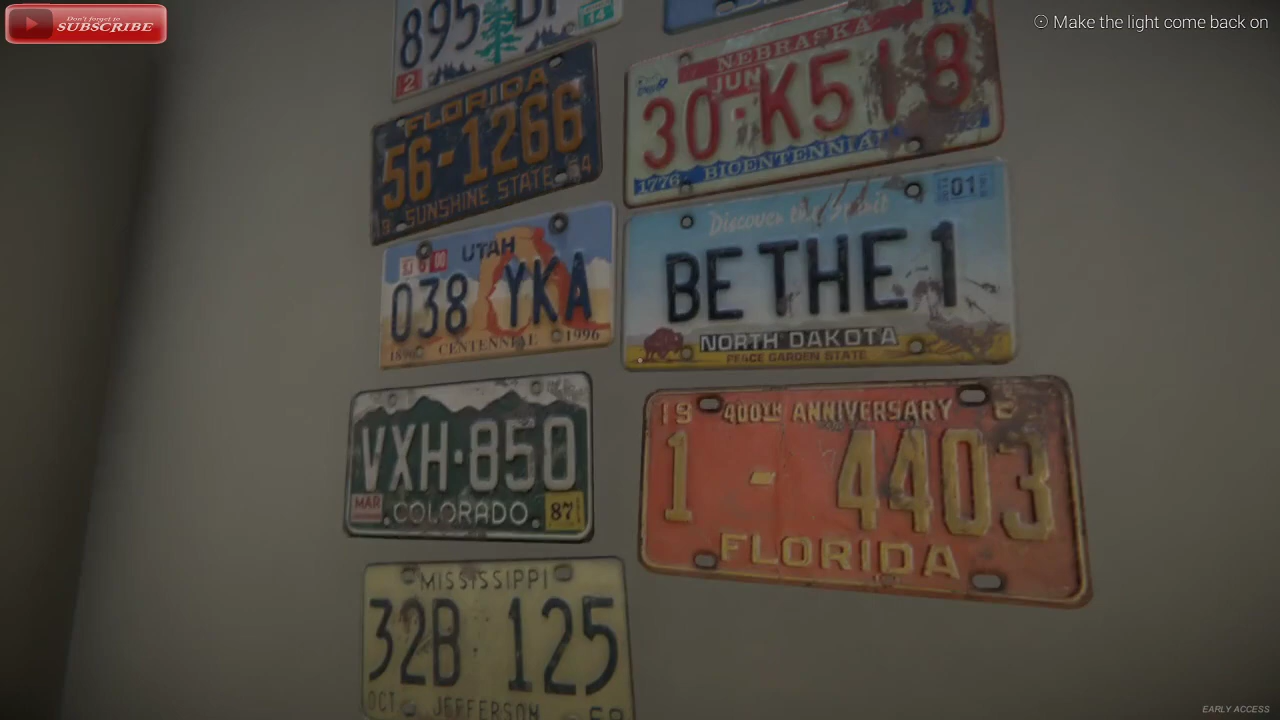 Don't forget to
SUBSCRIBE
Make the light come back on
895
2
FLORIDA
56-1266
SUNSHINE STATE
NEBRASKA
JUN
30·K518
1776 BICENTENNIAL
UTAH
038 YKA
CENTENNIAL 1996
01
Discover the Spirit
BE THE 1
NORTH DAKOTA
PEACE GARDEN STATE
VXH·850
MAR
COLORADO
87
19 400TH ANNIVERSARY
1 - 4403
FLORIDA
MISSISSIPPI
32B 125
OCT JEFFERSON
EARLY ACCESS